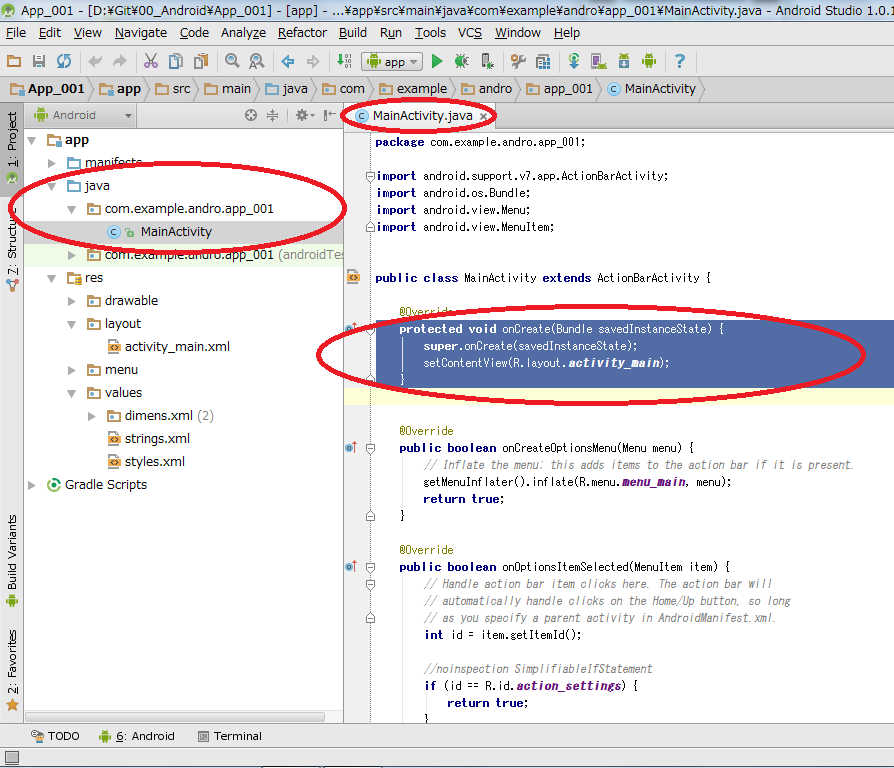 App_001 - [D:¥Git¥00_Android¥App_001] - [app] - ...¥app¥src¥main¥java¥com¥example¥andro¥app_001¥MainActivity.java - Android Studio 1.0.1
File Edit View Navigate Code Analyze Refactor Build Run Tools VCS Window Help
app
App_001 app src main java com example andro app_001 MainActivity
1: Project
7: Structure
Build Variants
2: Favorites
Android
app
manifests
java
com.example.andro.app_001
MainActivity
com.example.andro.app_001 (androidTes
res
drawable
layout
activity_main.xml
menu
values
dimens.xml (2)
strings.xml
styles.xml
Gradle Scripts
MainActivity.java
package com.example.andro.app_001;
import android.support.v7.app.ActionBarActivity;
import android.os.Bundle;
import android.view.Menu;
import android.view.MenuItem;
public class MainActivity extends ActionBarActivity {
@Override
protected void onCreate(Bundle savedInstanceState) {
super.onCreate(savedInstanceState);
setContentView(R.layout.activity_main);
}
@Override
public boolean onCreateOptionsMenu(Menu menu) {
// Inflate the menu; this adds items to the action bar if it is present.
getMenuInflater().inflate(R.menu.menu_main, menu);
return true;
}
@Override
public boolean onOptionsItemSelected(MenuItem item) {
// Handle action bar item clicks here. The action bar will
// automatically handle clicks on the Home/Up button, so long
// as you specify a parent activity in AndroidManifest.xml.
int id = item.getItemId();
//noinspection SimplifiableIfStatement
if (id == R.id.action_settings) {
return true;
}
TODO 6: Android Terminal